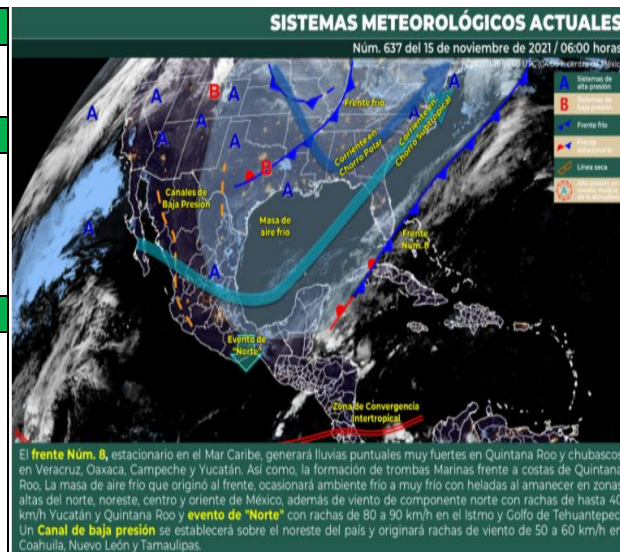 SISTEMAS METEOROLÓGICOS ACTUALES
Núm. 637 del 15 de noviembre de 2021 / 06:00 horas
A
Sistemas de
alta presión
B
Sistemas de
baja presión
Frente frío
Frente
estacionario
Línea seca
A
Alta presión en
niveles medios
de la atmósfera
A
A
B
A
A
A
A
A
Frente frío
Corriente en
Chorro Polar
Corriente en
Chorro subtropical
A
A
B
A
Canales de
Baja Presión
Masa de
aire frío
Frente
Núm. 8
A
A
Evento de
"Norte"
Zona de Convergencia
Intertropical
El frente Núm. 8, estacionario en el Mar Caribe, generará lluvias puntuales muy fuertes en Quintana Roo y chubascos
en Veracruz, Oaxaca, Campeche y Yucatán. Así como, la formación de trombas Marinas frente a costas de Quintana
Roo, La masa de aire frío que originó al frente, ocasionará ambiente frío a muy frío con heladas al amanecer en zonas
altas del norte, noreste, centro y oriente de México, además de viento de componente norte con rachas de hasta 40
km/h Yucatán y Quintana Roo y evento de "Norte" con rachas de 80 a 90 km/h en el Istmo y Golfo de Tehuantepec.
Un Canal de baja presión se establecerá sobre el noreste del país y originará rachas de viento de 50 a 60 km/h en
Coahuila, Nuevo León y Tamaulipas.